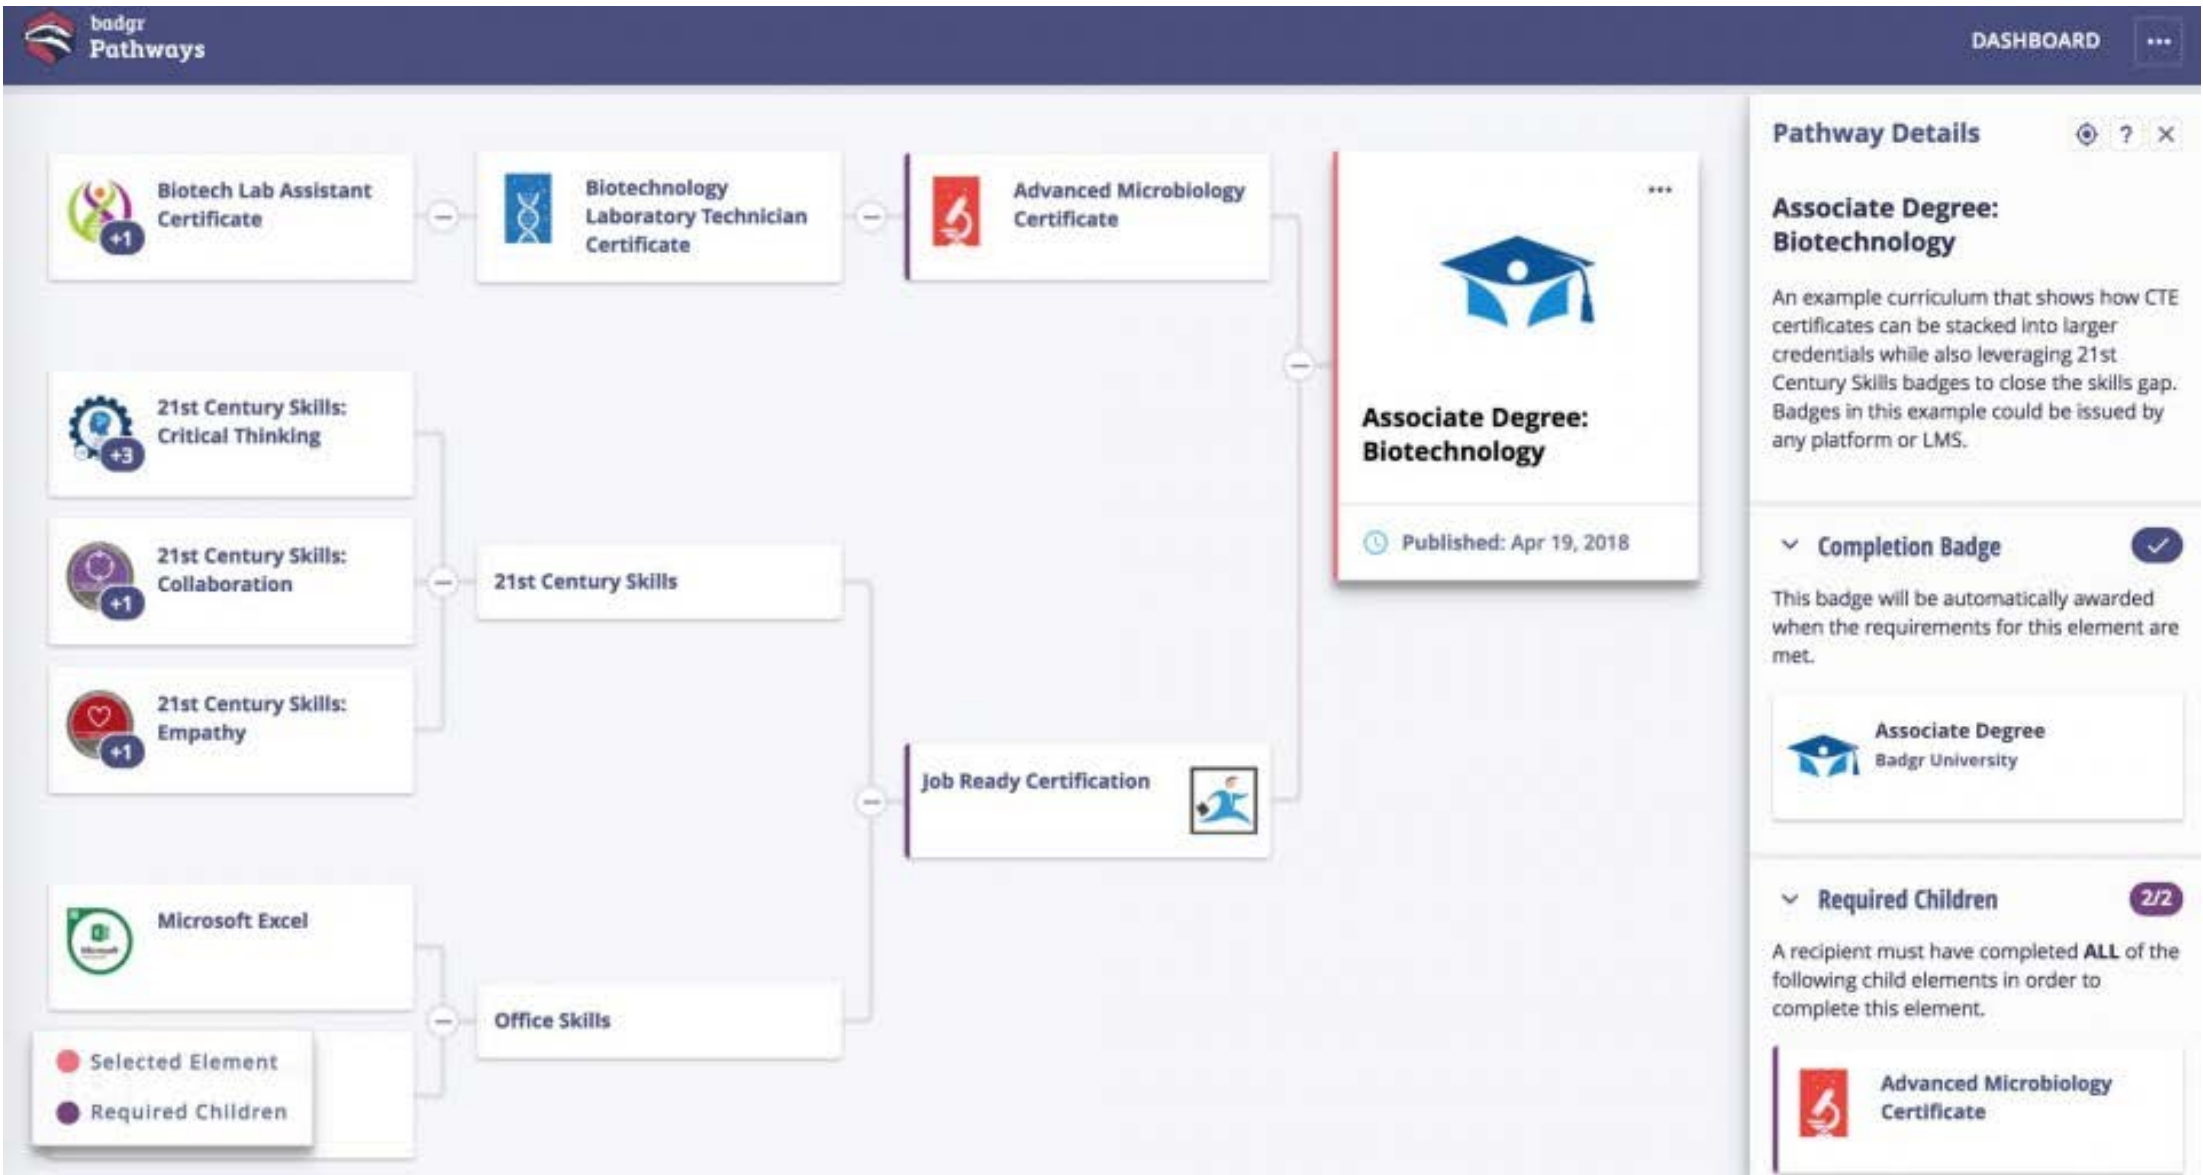 badgr
Pathways
DASHBOARD
Biotech Lab Assistant
Certificate
+1
Biotechnology
Laboratory Technician
Certificate
Advanced Microbiology
Certificate
21st Century Skills:
Critical Thinking
+3
21st Century Skills:
Collaboration
+1
21st Century Skills:
Empathy
+1
21st Century Skills
Job Ready Certification
Microsoft Excel
Office Skills
Selected Element
Required Children
Associate Degree:
Biotechnology
Published: Apr 19, 2018
Pathway Details
?
Associate Degree:
Biotechnology
An example curriculum that shows how CTE
certificates can be stacked into larger
credentials while also leveraging 21st
Century Skills badges to close the skills gap.
Badges in this example could be issued by
any platform or LMS.
Completion Badge
This badge will be automatically awarded
when the requirements for this element are
met.
Associate Degree
Badgr University
Required Children
2/2
A recipient must have completed ALL of the
following child elements in order to
complete this element.
Advanced Microbiology
Certificate